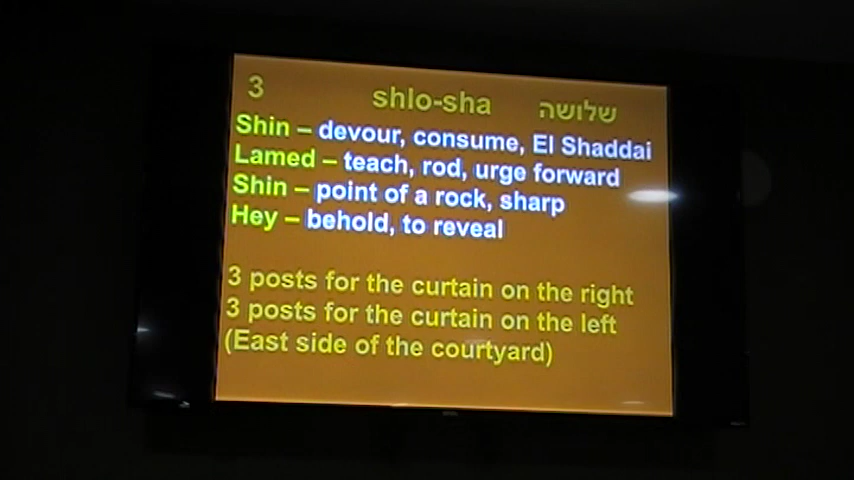 3 shlo-sha שלושה
Shin – devour, consume, El Shaddai
Lamed – teach, rod, urge forward
Shin – point of a rock, sharp
Hey – behold, to reveal
3 posts for the curtain on the right
3 posts for the curtain on the left
(East side of the courtyard)